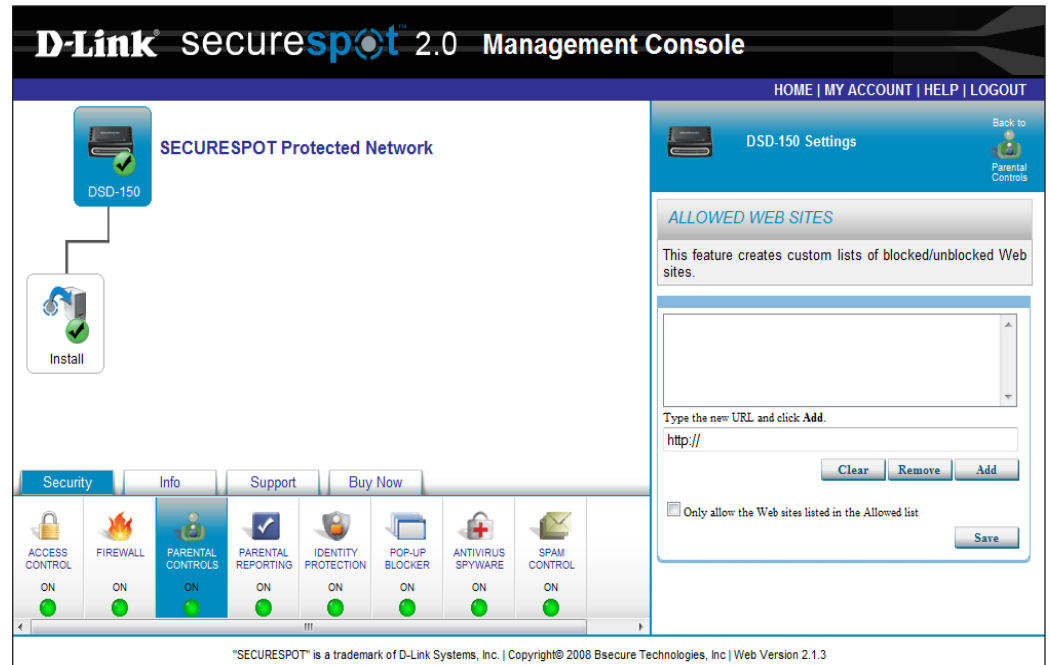 D-Link® securespot™ 2.0 Management Console
HOME | MY ACCOUNT | HELP | LOGOUT
DSD-150
SECURESPOT Protected Network
Install
DSD-150 Settings
Back to
Parental
Controls
ALLOWED WEB SITES
This feature creates custom lists of blocked/unblocked Web
sites.
Type the new URL and click Add.
http://
Clear Remove Add
Only allow the Web sites listed in the Allowed list
Save
Security Info Support Buy Now
ACCESS
CONTROL
ON
FIREWALL
ON
PARENTAL
CONTROLS
ON
PARENTAL
REPORTING
ON
IDENTITY
PROTECTION
ON
POP-UP
BLOCKER
ON
ANTIVIRUS
SPYWARE
ON
SPAM
CONTROL
ON
"SECURESPOT" is a trademark of D-Link Systems, Inc. | Copyright© 2008 Bsecure Technologies, Inc | Web Version 2.1.3